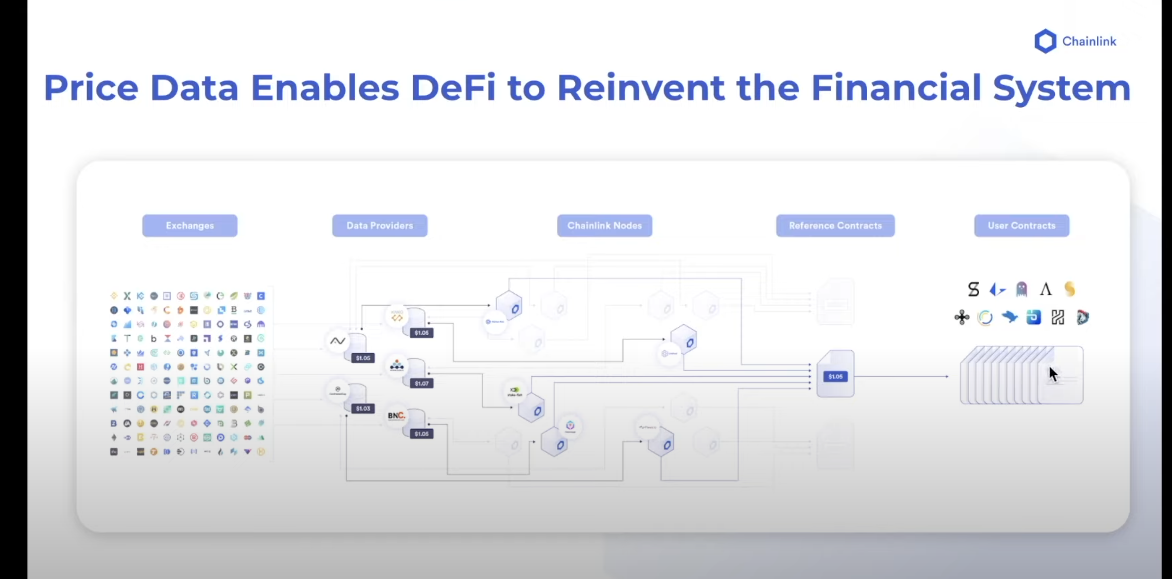 Chainlink
Price Data Enables DeFi to Reinvent the Financial System
Exchanges
Data Providers
Chainlink Nodes
Reference Contracts
User Contracts
$1.06
$1.05
$1.07
$1.03
BNC
$1.05
$1.05